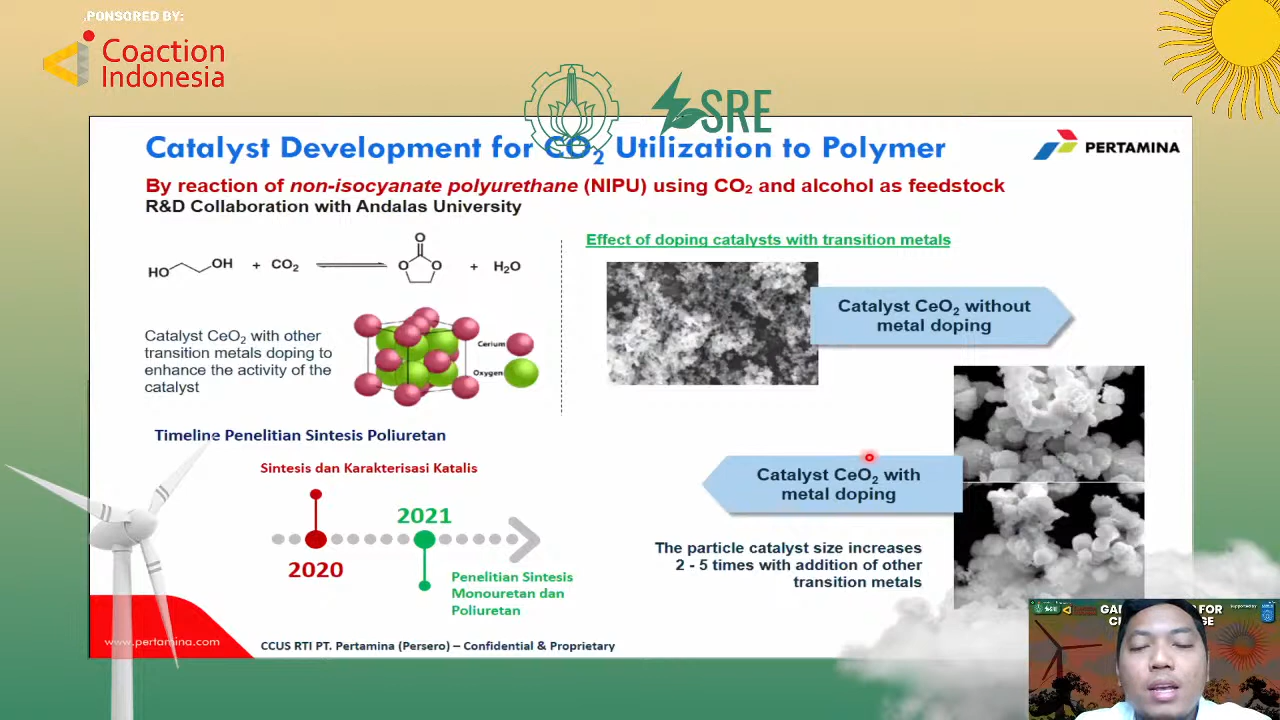 PONSORED BY:
Coaction
Indonesia
SRE
Catalyst Development for CO₂ Utilization to Polymer
PERTAMINA
By reaction of non-isocyanate polyurethane (NIPU) using CO₂ and alcohol as feedstock
R&D Collaboration with Andalas University
HO OH + CO₂ O O O + H₂O
Catalyst CeO₂ with other
transition metals doping to
enhance the activity of the
catalyst
Cerium
Oxygen
Effect of doping catalysts with transition metals
Catalyst CeO₂ without
metal doping
Catalyst CeO₂ with
metal doping
The particle catalyst size increases
2 - 5 times with addition of other
transition metals
Timeline Penelitian Sintesis Poliuretan
Sintesis dan Karakterisasi Katalis
2021
2020
Penelitian Sintesis
Monouretan dan
Poliuretan
www.pertamina.com
CCUS RTI PT. Pertamina (Persero) – Confidential & Proprietary